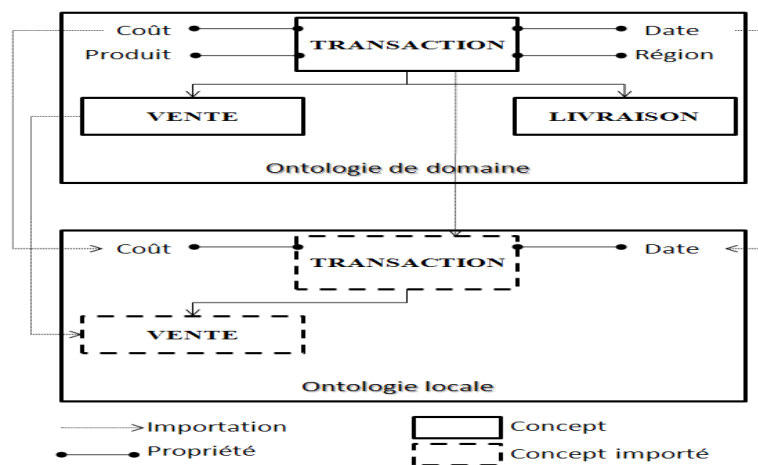 Coût
TRANSACTION
Date
Produit
Région
VENTE
LIVRAISON
Ontologie de domaine
Coût
TRANSACTION
Date
VENTE
Ontologie locale
Importation
Concept
Propriété
Concept importé